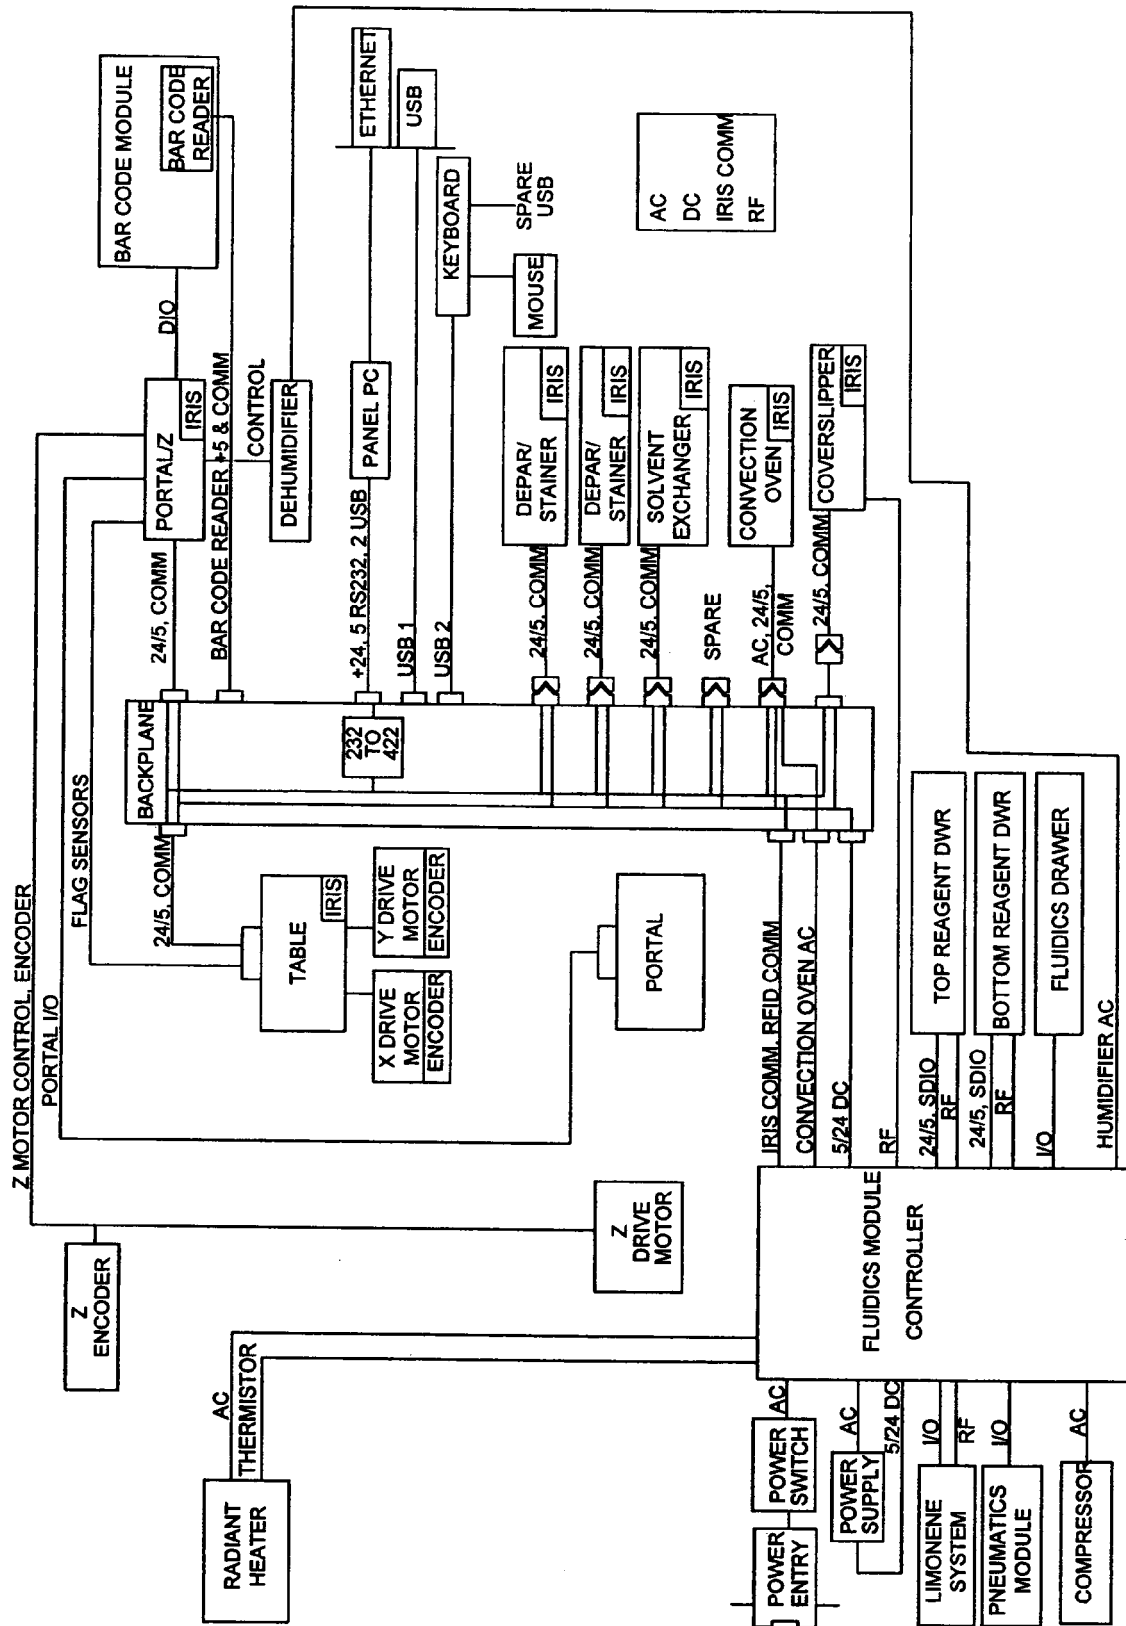 Z MOTOR CONTROL, ENCODER
PORTAL I/O
FLAG SENSORS
Z
ENCODER
AC
THERMISTOR
RADIANT
HEATER
BAR CODE MODULE
BAR CODE
READER
DIO
PORTAL/Z
IRIS
24/5, COMM
BAR CODE READER +5 & COMM
CONTROL
DEHUMIDIFIER
BACKPLANE
24/5, COMM
TABLE
IRIS
X DRIVE
MOTOR
ENCODER
Y DRIVE
MOTOR
ENCODER
232
TO
422
+24, 5 RS232, 2 USB
PANEL PC
ETHERNET
USB 1
USB
USB 2
KEYBOARD
MOUSE
SPARE
USB
PORTAL
Z
DRIVE
MOTOR
24/5, COMM
DEPAR/
STAINER
IRIS
24/5, COMM
DEPAR/
STAINER
IRIS
24/5, COMM
SOLVENT
EXCHANGER
IRIS
SPARE
AC, 24/5,
COMM
CONVECTION
OVEN
IRIS
24/5, COMM
COVERSLIPPER
IRIS
AC
DC
IRIS COMM
RF
IRIS COMM. RFID COMM
CONVECTION OVEN AC
5/24 DC
RF
24/5, SDIO
RF
TOP REAGENT DWR
24/5, SDIO
RF
BOTTOM REAGENT DWR
I/O
FLUIDICS DRAWER
HUMIDIFIER AC
FLUIDICS MODULE
CONTROLLER
POWER
ENTRY
POWER
SWITCH
AC
POWER
SUPPLY
AC
5/24 DC
LIMONENE
SYSTEM
I/O
RF
PNEUMATICS
MODULE
I/O
COMPRESSOR
AC